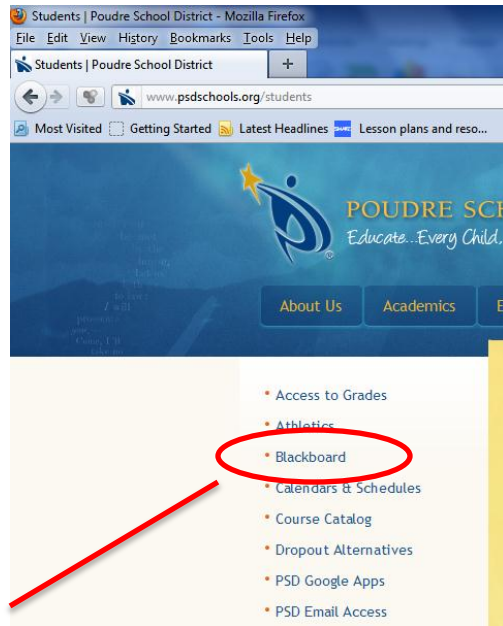 Students | Poudre School District - Mozilla Firefox
File Edit View History Bookmarks Tools Help
Students | Poudre School District +
www.psdschools.org/students
Most Visited Getting Started Latest Headlines Lesson plans and reso...
POUDRE SCH
Educate...Every Child,
About Us Academics E
• Access to Grades
• Athletics
• Blackboard
• Calendars & Schedules
• Course Catalog
• Dropout Alternatives
• PSD Google Apps
• PSD Email Access